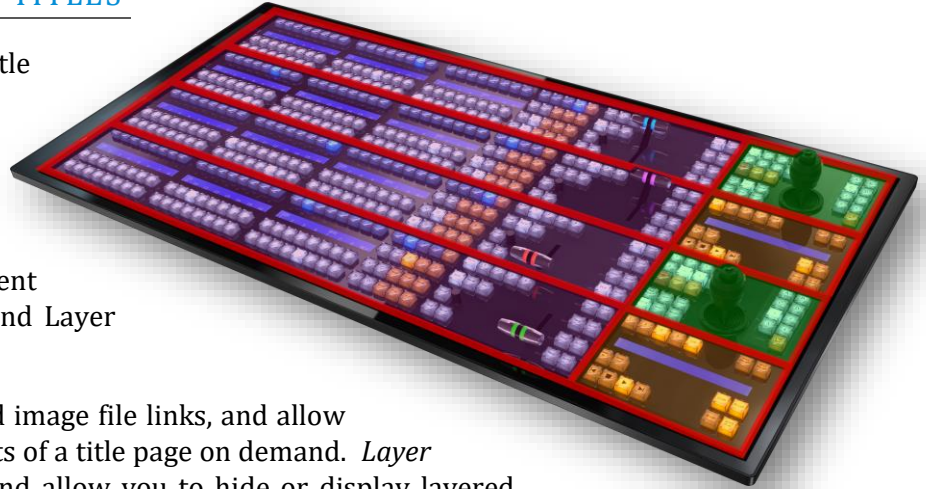 tle
ent
nd Layer
d image file links, and allow
ts of a title page on demand. Layer
nd allow you to hide or display layered